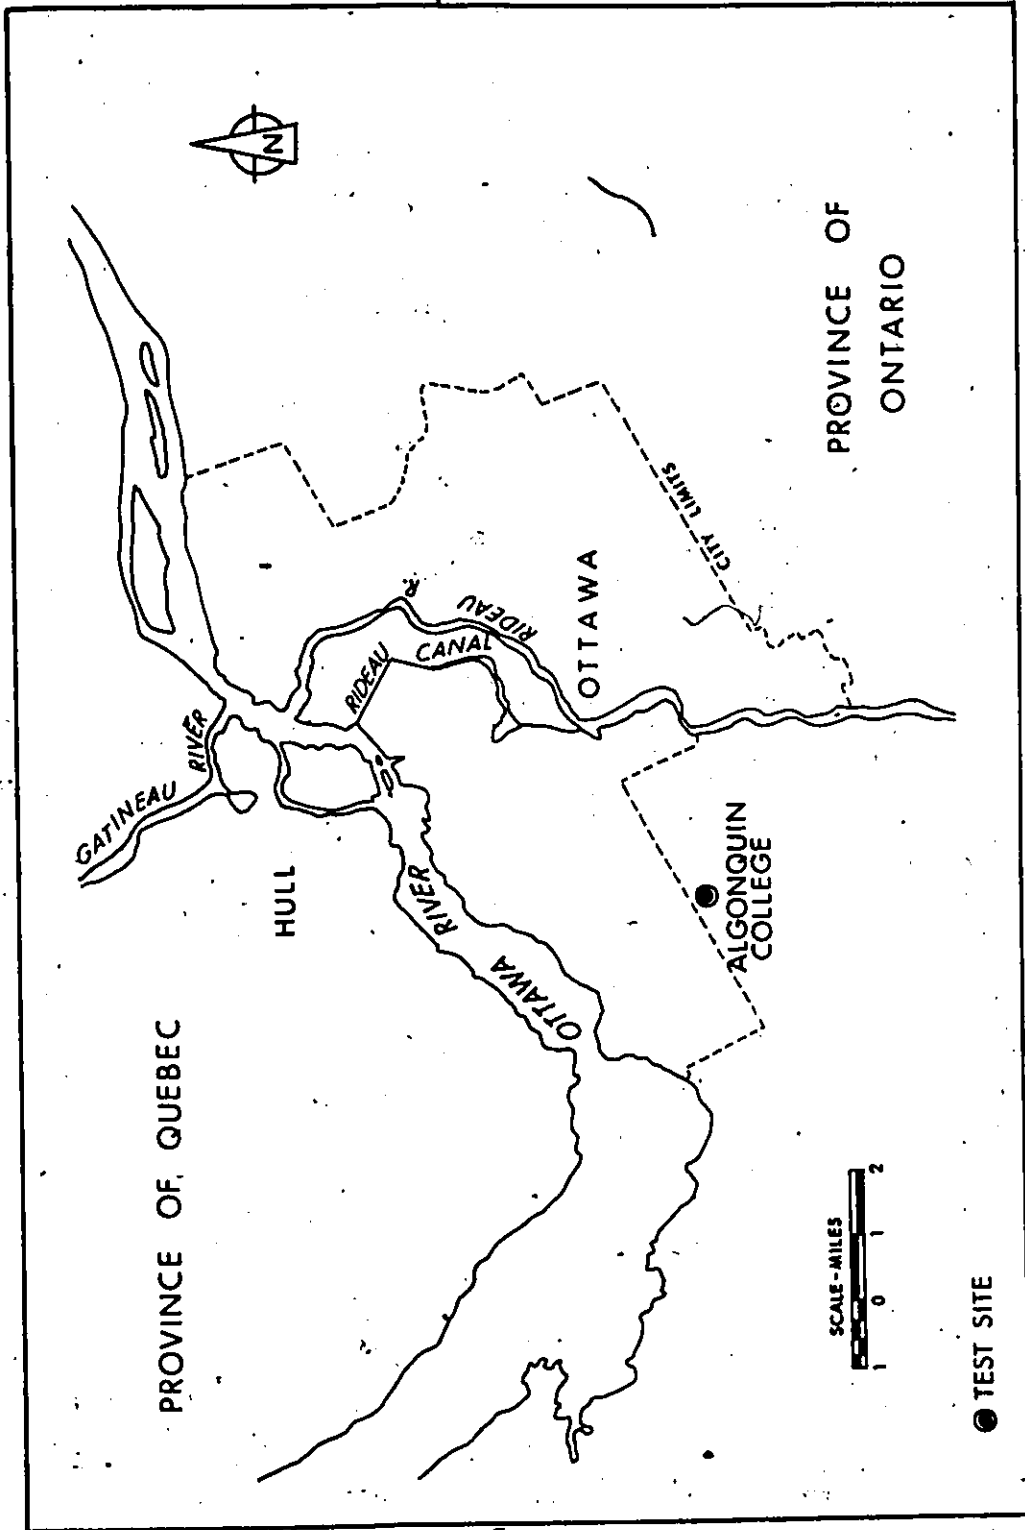 N
PROVINCE OF QUEBEC
GATINEAU RIVER
HULL
OTTAWA RIVER
RIDEAU CANAL
RIDEAU R.
OTTAWA
CITY LIMITS
ALGONQUIN
COLLEGE
PROVINCE OF
ONTARIO
SCALE-MILES
1 0 1 2
TEST SITE